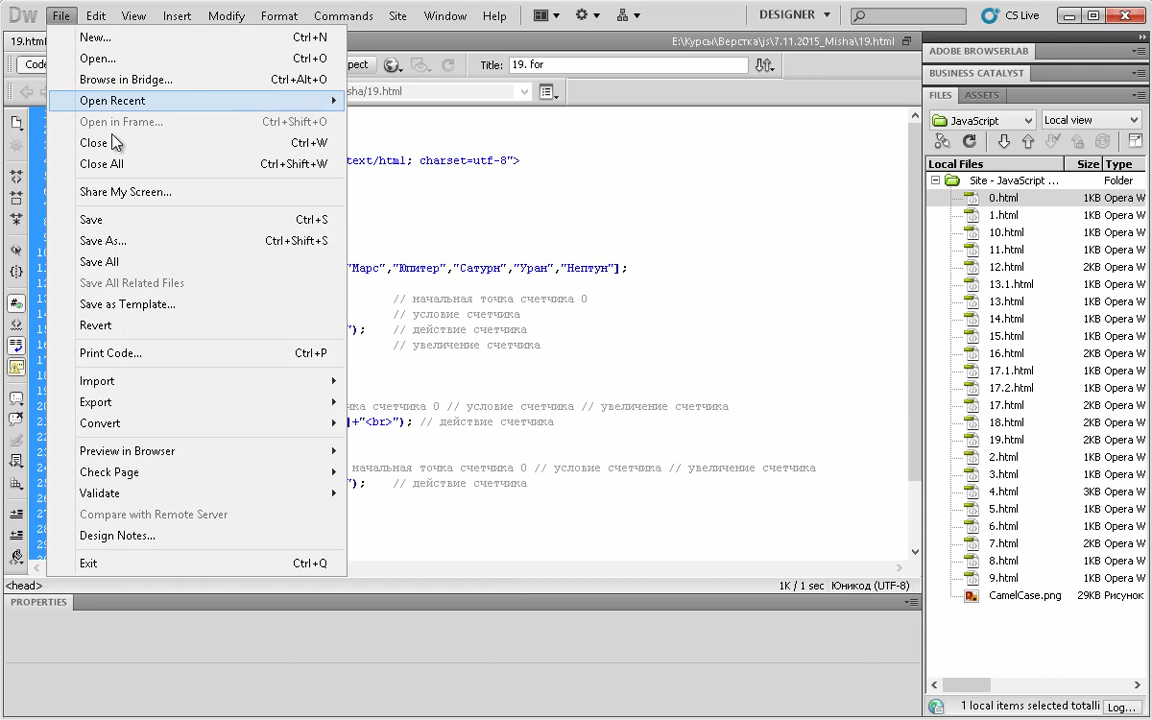 Dw File Edit View Insert Modify Format Commands Site Window Help DESIGNER CS Live
19.html E:\Курсы\Верстка\js\7.11.2015_Misha\19.html
Title: 19. for
sha/19.html
New... Ctrl+N
Open... Ctrl+O
Browse in Bridge... Ctrl+Alt+O
Open Recent
Open in Frame... Ctrl+Shift+O
Close Ctrl+W
Close All Ctrl+Shift+W
Share My Screen...
Save Ctrl+S
Save As... Ctrl+Shift+S
Save All
Save All Related Files
Save as Template...
Revert
Print Code... Ctrl+P
Import
Export
Convert
Preview in Browser
Check Page
Validate
Compare with Remote Server
Design Notes...
Exit Ctrl+Q
text/html; charset=utf-8">
"Марс","Юпитер","Сатурн","Уран","Нептун"];
// начальная точка счетчика 0
// условие счетчика
"); // действие счетчика
// увеличение счетчика
чка счетчика 0 // условие счетчика // увеличение счетчика
]+"<br>"); // действие счетчика
начальная точка счетчика 0 // условие счетчика // увеличение счетчика
"); // действие счетчика
<head> 1K / 1 sec Юникод (UTF-8)
PROPERTIES
ADOBE BROWSERLAB
BUSINESS CATALYST
FILES ASSETS
JavaScript Local view
Local Files Size Type
Site - JavaScript ... Folder
0.html 1KB Opera W
1.html 1KB Opera W
10.html 1KB Opera W
11.html 1KB Opera W
12.html 2KB Opera W
13.1.html 1KB Opera W
13.html 1KB Opera W
14.html 1KB Opera W
15.html 1KB Opera W
16.html 2KB Opera W
17.1.html 1KB Opera W
17.2.html 1KB Opera W
17.html 2KB Opera W
18.html 2KB Opera W
19.html 1KB Opera W
2.html 1KB Opera W
3.html 1KB Opera W
4.html 3KB Opera W
5.html 1KB Opera W
6.html 1KB Opera W
7.html 2KB Opera W
8.html 1KB Opera W
9.html 1KB Opera W
CamelCase.png 29KB Рисунок
1 local items selected totalli Log...